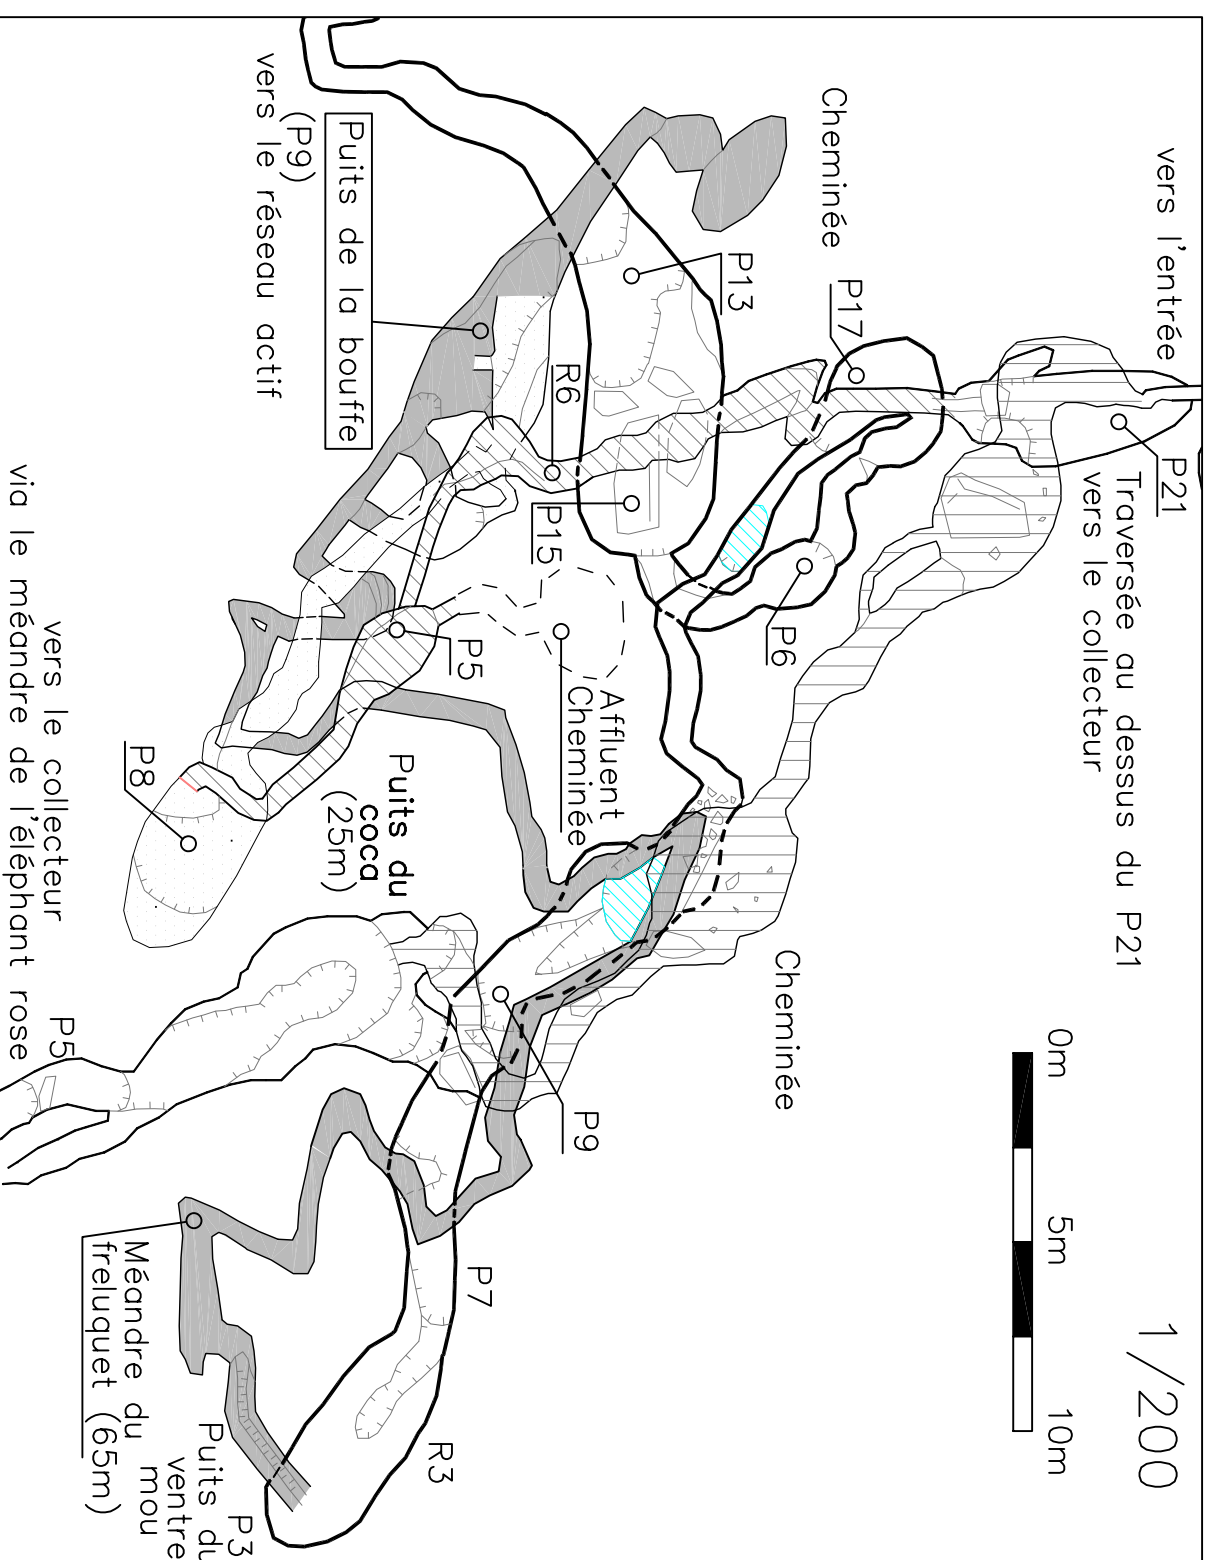 1/200
0m
5m
10m
vers l'entrée
P21
Traversée au dessus du P21
vers le collecteur
Cheminée
P17
P13
P6
Cheminée
R6
P15
P5
Affluent
Cheminée
Puits de la bouffe
(P9)
vers le réseau actif
Puits du
coca
(25m)
P8
P9
P7
R3
vers le collecteur
via le méandre de l'éléphant rose
P5
Méandre du mou
freluquet (65m)
P3
Puits du
ventre